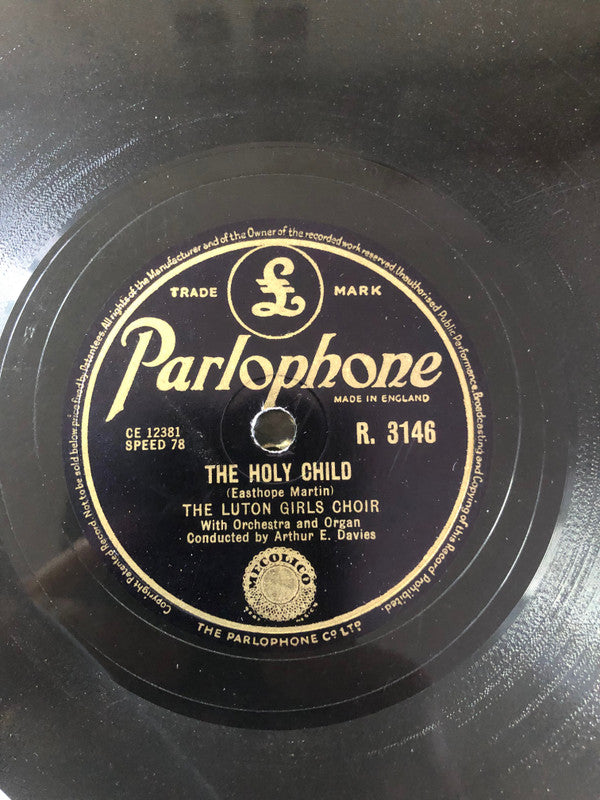 All rights of the Manufacturer and of the Owner of the recorded work reserved. Unauthorised Public Performance, Broadcasting and Copying of this Record Prohibited.
£
TRADE MARK
Parlophone
MADE IN ENGLAND
CE 12381
SPEED 78
R. 3146
THE HOLY CHILD
(Easthope Martin)
THE LUTON GIRLS CHOIR
With Orchestra and Organ
Conducted by Arthur E. Davies
MECOLICO
Copyright Patented Record Not to be sold below price fixed by Patentees.
THE PARLOPHONE CO LTD